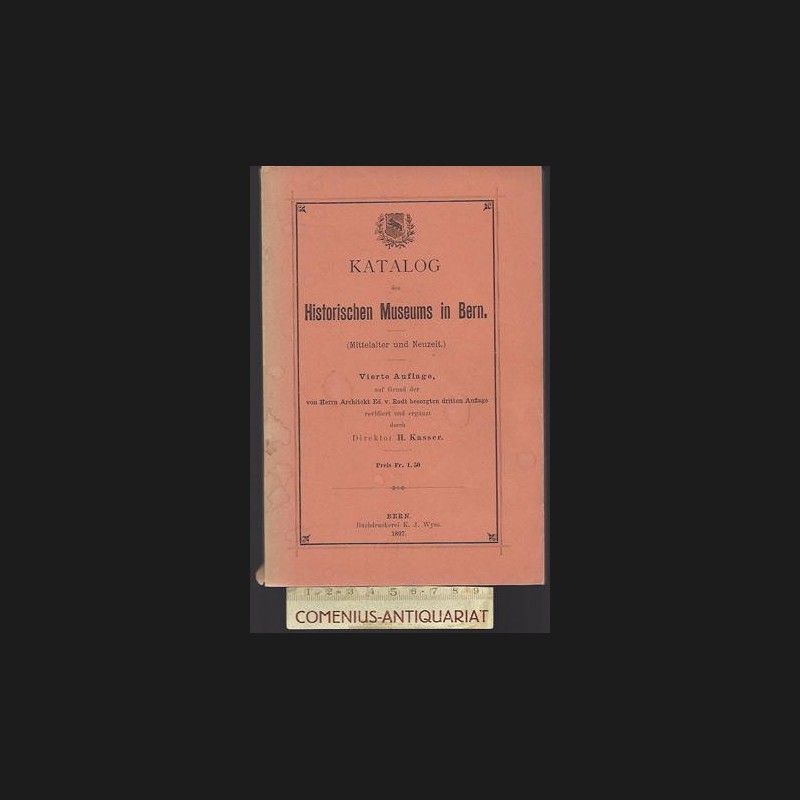 KATALOG
des
Historischen Museums in Bern.
(Mittelalter und Neuzeit.)
Vierte Auflage,
auf Grund der
von Herrn Architekt Ed. v. Rodt besorgten dritten Auflage
revidiert und ergänzt
durch
Direktor H. Kasser.
Preis Fr. 1. 50
BERN.
Buchdruckerei K. J. Wyss.
1897.
1 2 3 4 5 6 7 8 9
COMENIUS-ANTIQUARIAT